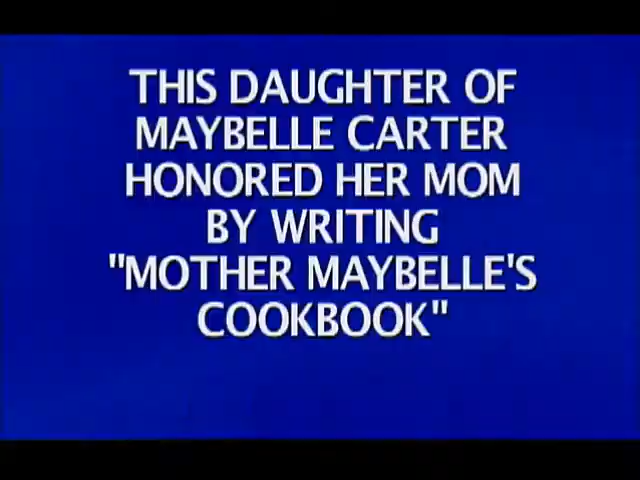 THIS DAUGHTER OF
MAYBELLE CARTER
HONORED HER MOM
BY WRITING
"MOTHER MAYBELLE'S
COOKBOOK"